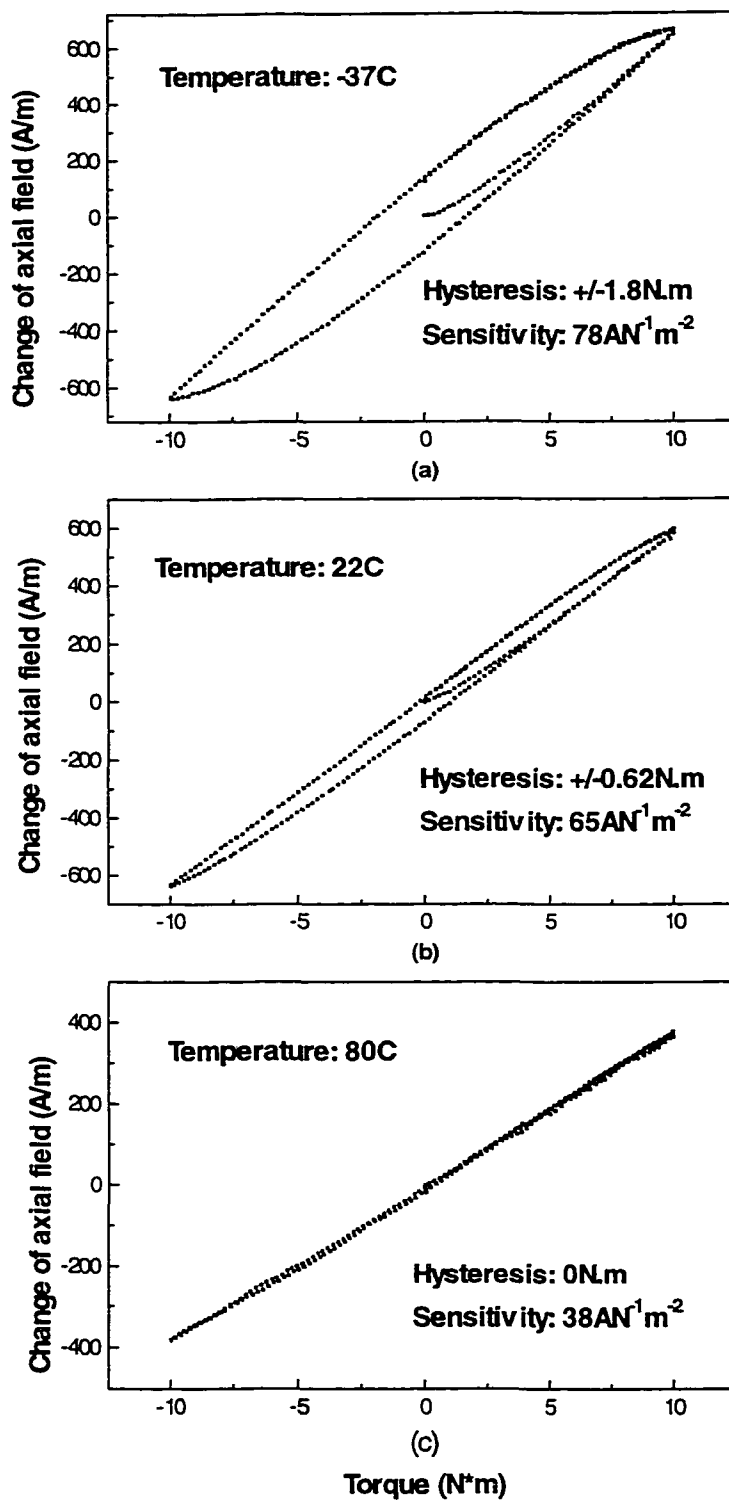 Change of axial field (A/m)
600
400
200
0
-200
-400
-600
Temperature: -37C
Hysteresis: +/-1.8N.m
Sensitivity: 78AN⁻¹m⁻²
-10 -5 0 5 10
(a)
Change of axial field (A/m)
600
400
200
0
-200
-400
-600
Temperature: 22C
Hysteresis: +/-0.62N.m
Sensitivity: 65AN⁻¹m⁻²
-10 -5 0 5 10
(b)
Change of axial field (A/m)
400
200
0
-200
-400
Temperature: 80C
Hysteresis: 0N.m
Sensitivity: 38AN⁻¹m⁻²
-10 -5 0 5 10
(c)
Torque (N*m)